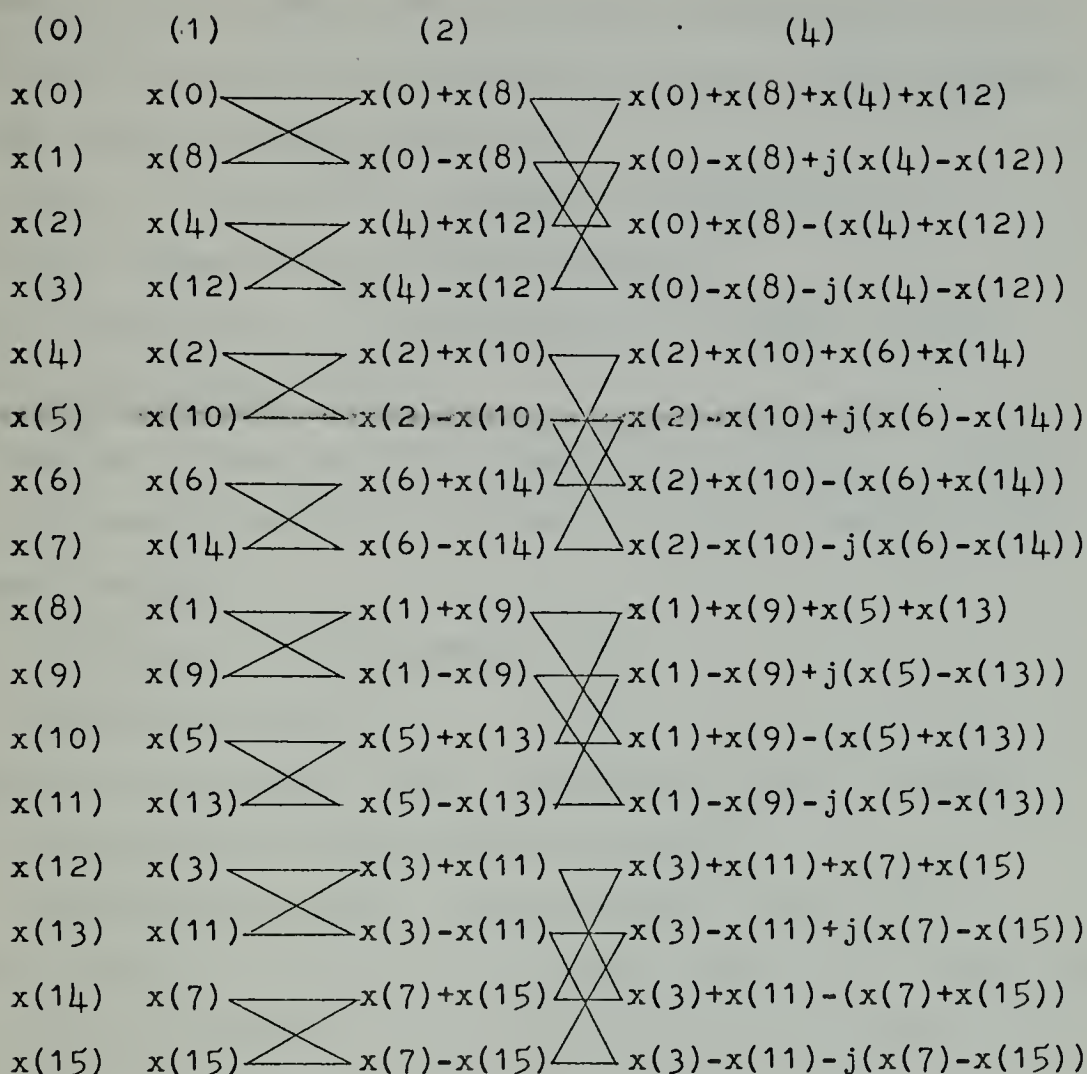 (0) (1) (2) (4)
x(0) x(0) x(0)+x(8) x(0)+x(8)+x(4)+x(12)
x(1) x(8) x(0)-x(8) x(0)-x(8)+j(x(4)-x(12))
x(2) x(4) x(4)+x(12) x(0)+x(8)-(x(4)+x(12))
x(3) x(12) x(4)-x(12) x(0)-x(8)-j(x(4)-x(12))
x(4) x(2) x(2)+x(10) x(2)+x(10)+x(6)+x(14)
x(5) x(10) x(2)-x(10) x(2)-x(10)+j(x(6)-x(14))
x(6) x(6) x(6)+x(14) x(2)+x(10)-(x(6)+x(14))
x(7) x(14) x(6)-x(14) x(2)-x(10)-j(x(6)-x(14))
x(8) x(1) x(1)+x(9) x(1)+x(9)+x(5)+x(13)
x(9) x(9) x(1)-x(9) x(1)-x(9)+j(x(5)-x(13))
x(10) x(5) x(5)+x(13) x(1)+x(9)-(x(5)+x(13))
x(11) x(13) x(5)-x(13) x(1)-x(9)-j(x(5)-x(13))
x(12) x(3) x(3)+x(11) x(3)+x(11)+x(7)+x(15)
x(13) x(11) x(3)-x(11) x(3)-x(11)+j(x(7)-x(15))
x(14) x(7) x(7)+x(15) x(3)+x(11)-(x(7)+x(15))
x(15) x(15) x(7)-x(15) x(3)-x(11)-j(x(7)-x(15))